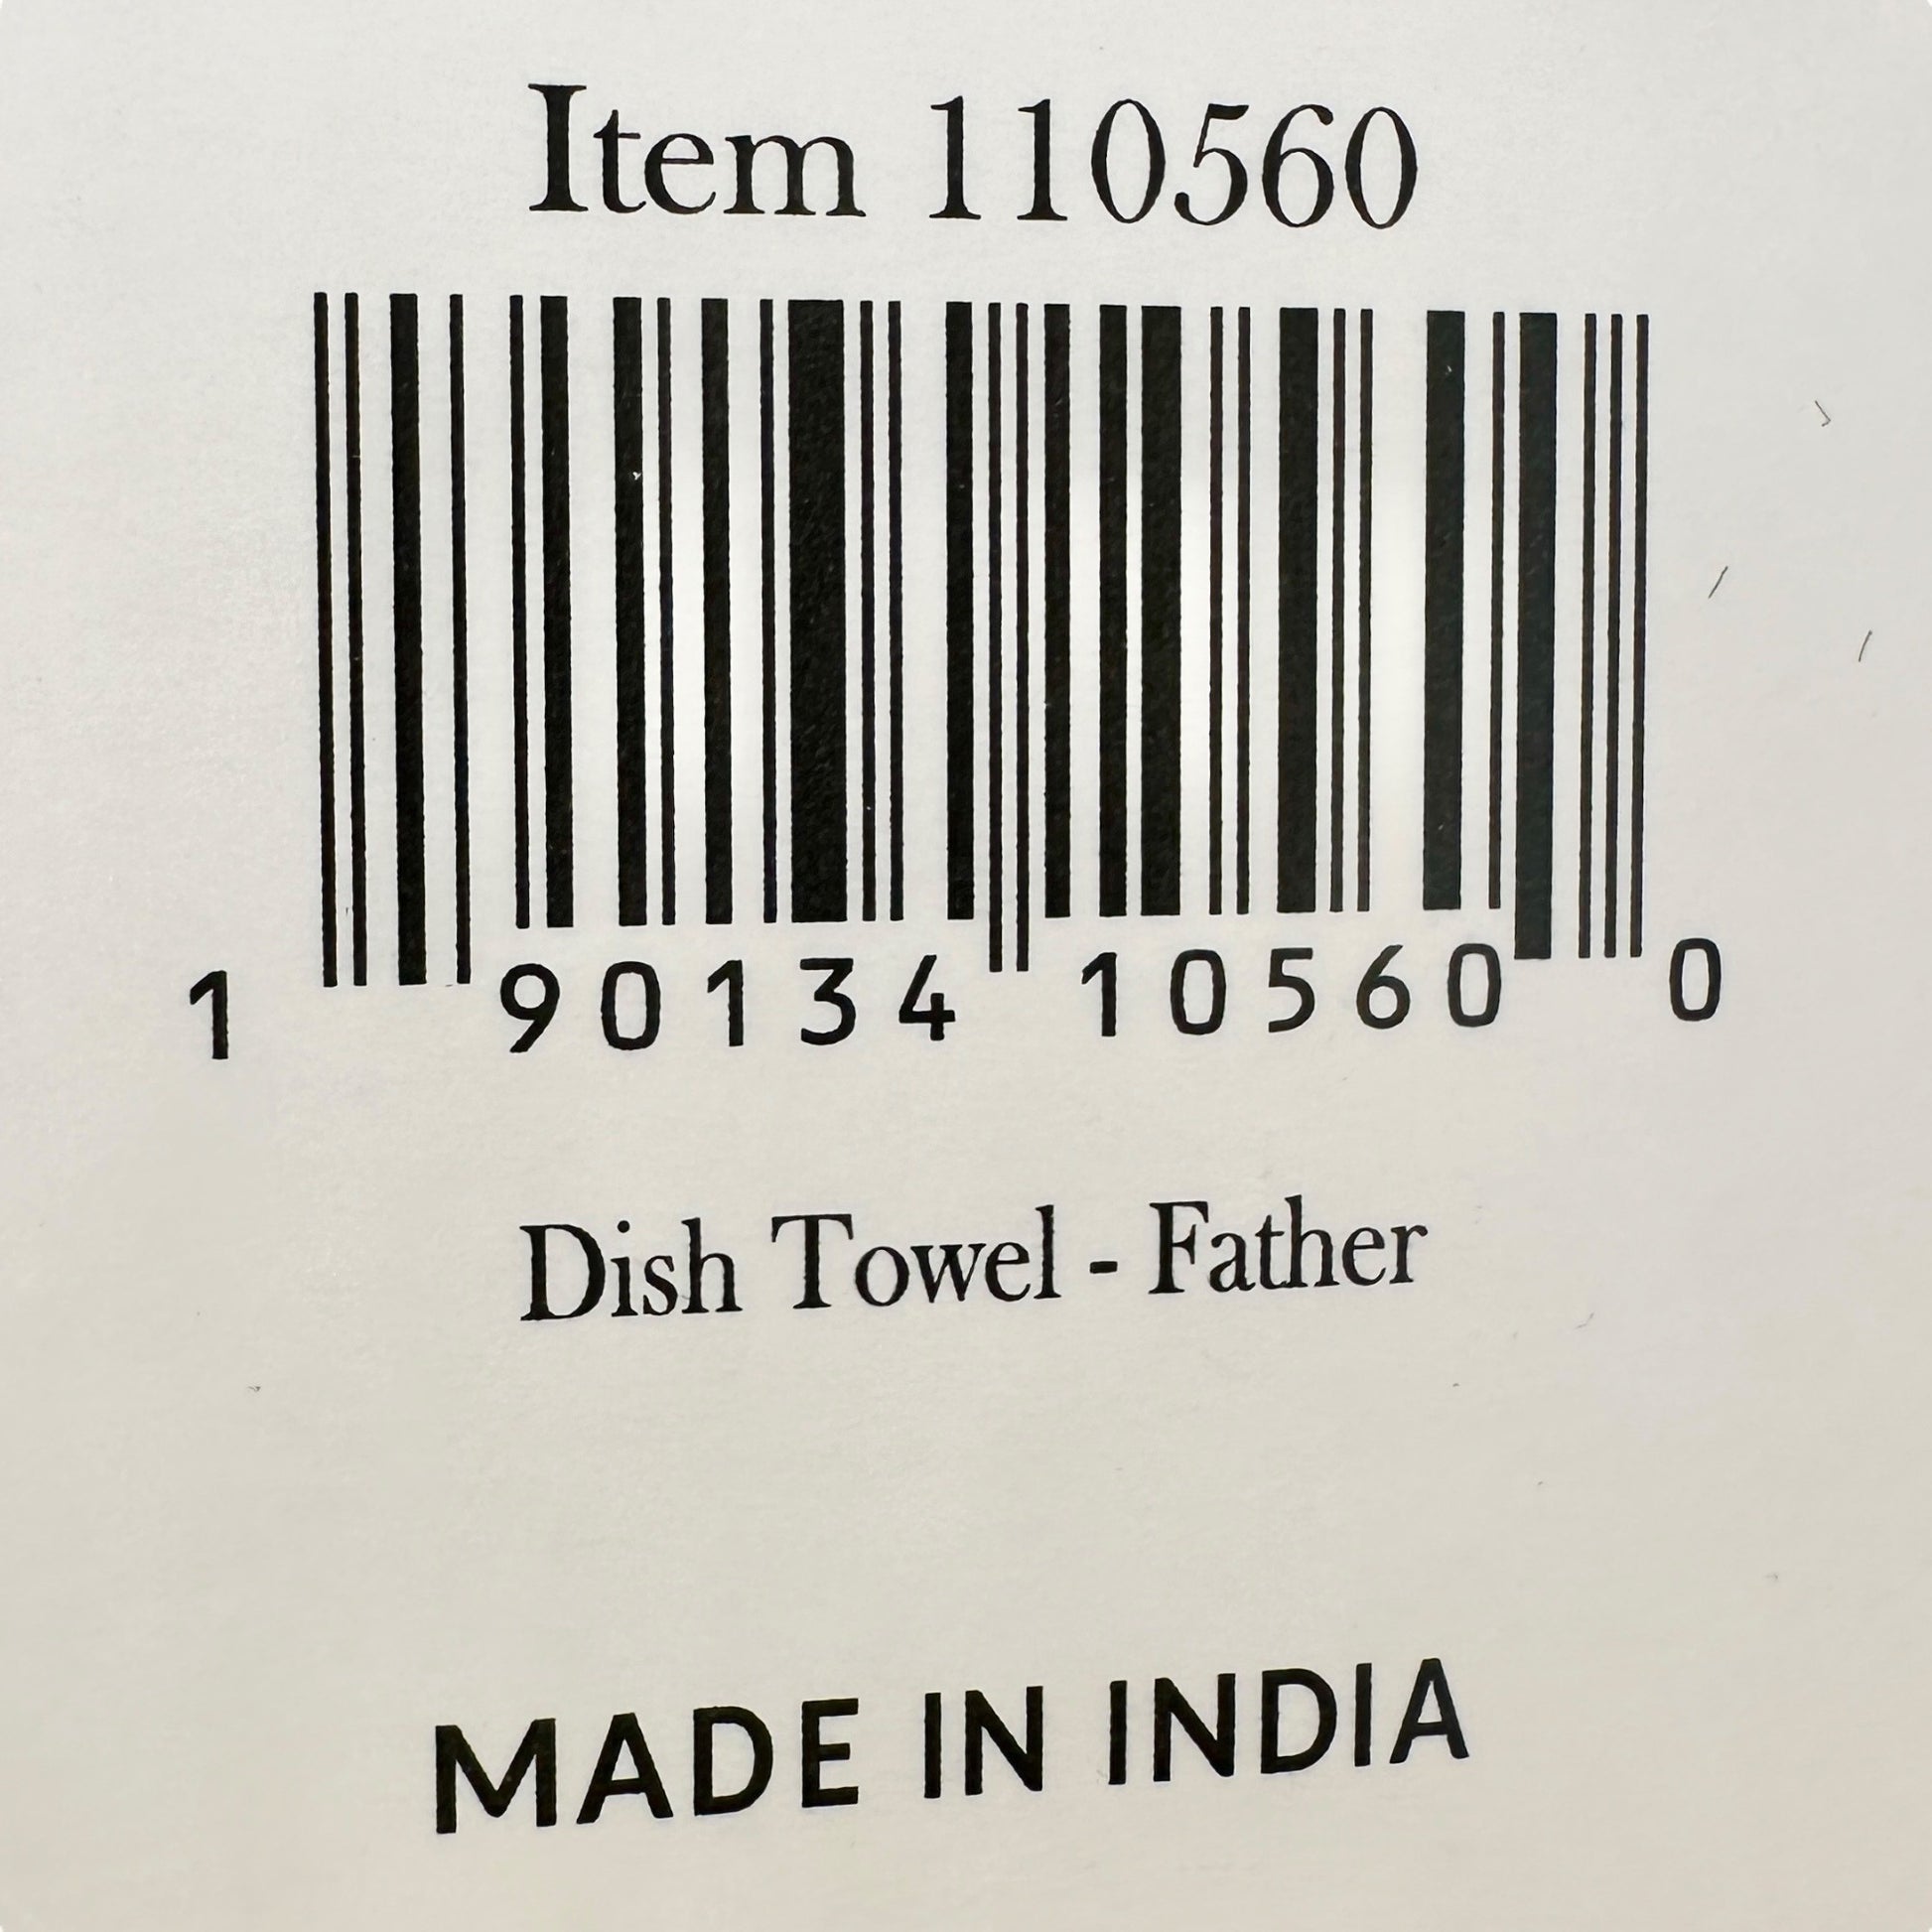 Item 110560
1 90134 10560 0
Dish Towel - Father
MADE IN INDIA